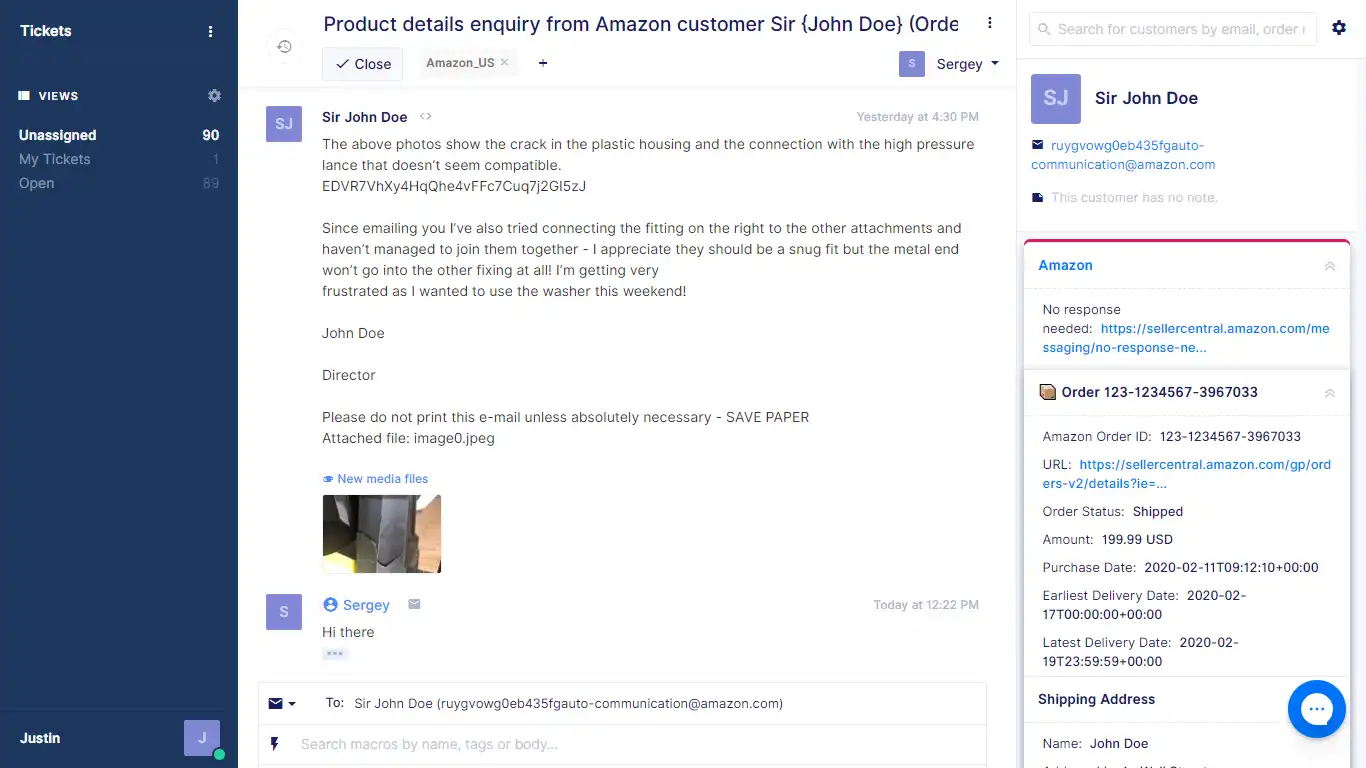 Tickets
VIEWS
Unassigned 90
My Tickets 1
Open 89
Justin
J
Product details enquiry from Amazon customer Sir {John Doe} (Orde
Close
Amazon_US ×
+
S
Sergey
SJ
Sir John Doe <>
Yesterday at 4:30 PM
The above photos show the crack in the plastic housing and the connection with the high pressure
lance that doesn’t seem compatible.
EDVR7VhXy4HqQhe4vFFc7Cuq7j2GI5zJ
Since emailing you I’ve also tried connecting the fitting on the right to the other attachments and
haven’t managed to join them together - I appreciate they should be a snug fit but the metal end
won’t go into the other fixing at all! I’m getting very
frustrated as I wanted to use the washer this weekend!
John Doe
Director
Please do not print this e-mail unless absolutely necessary - SAVE PAPER
Attached file: image0.jpeg
New media files
S
Sergey
Today at 12:22 PM
Hi there
•••
To: Sir John Doe (ruygvowg0eb435fgauto-communication@amazon.com)
Search macros by name, tags or body...
Search for customers by email, order
SJ
Sir John Doe
ruygvowg0eb435fgauto-
communication@amazon.com
This customer has no note.
Amazon
No response
needed: https://sellercentral.amazon.com/me
ssaging/no-response-ne...
Order 123-1234567-3967033
Amazon Order ID: 123-1234567-3967033
URL: https://sellercentral.amazon.com/gp/ord
ers-v2/details?ie=...
Order Status: Shipped
Amount: 199.99 USD
Purchase Date: 2020-02-11T09:12:10+00:00
Earliest Delivery Date: 2020-02-
17T00:00:00+00:00
Latest Delivery Date: 2020-02-
19T23:59:59+00:00
Shipping Address
Name: John Doe